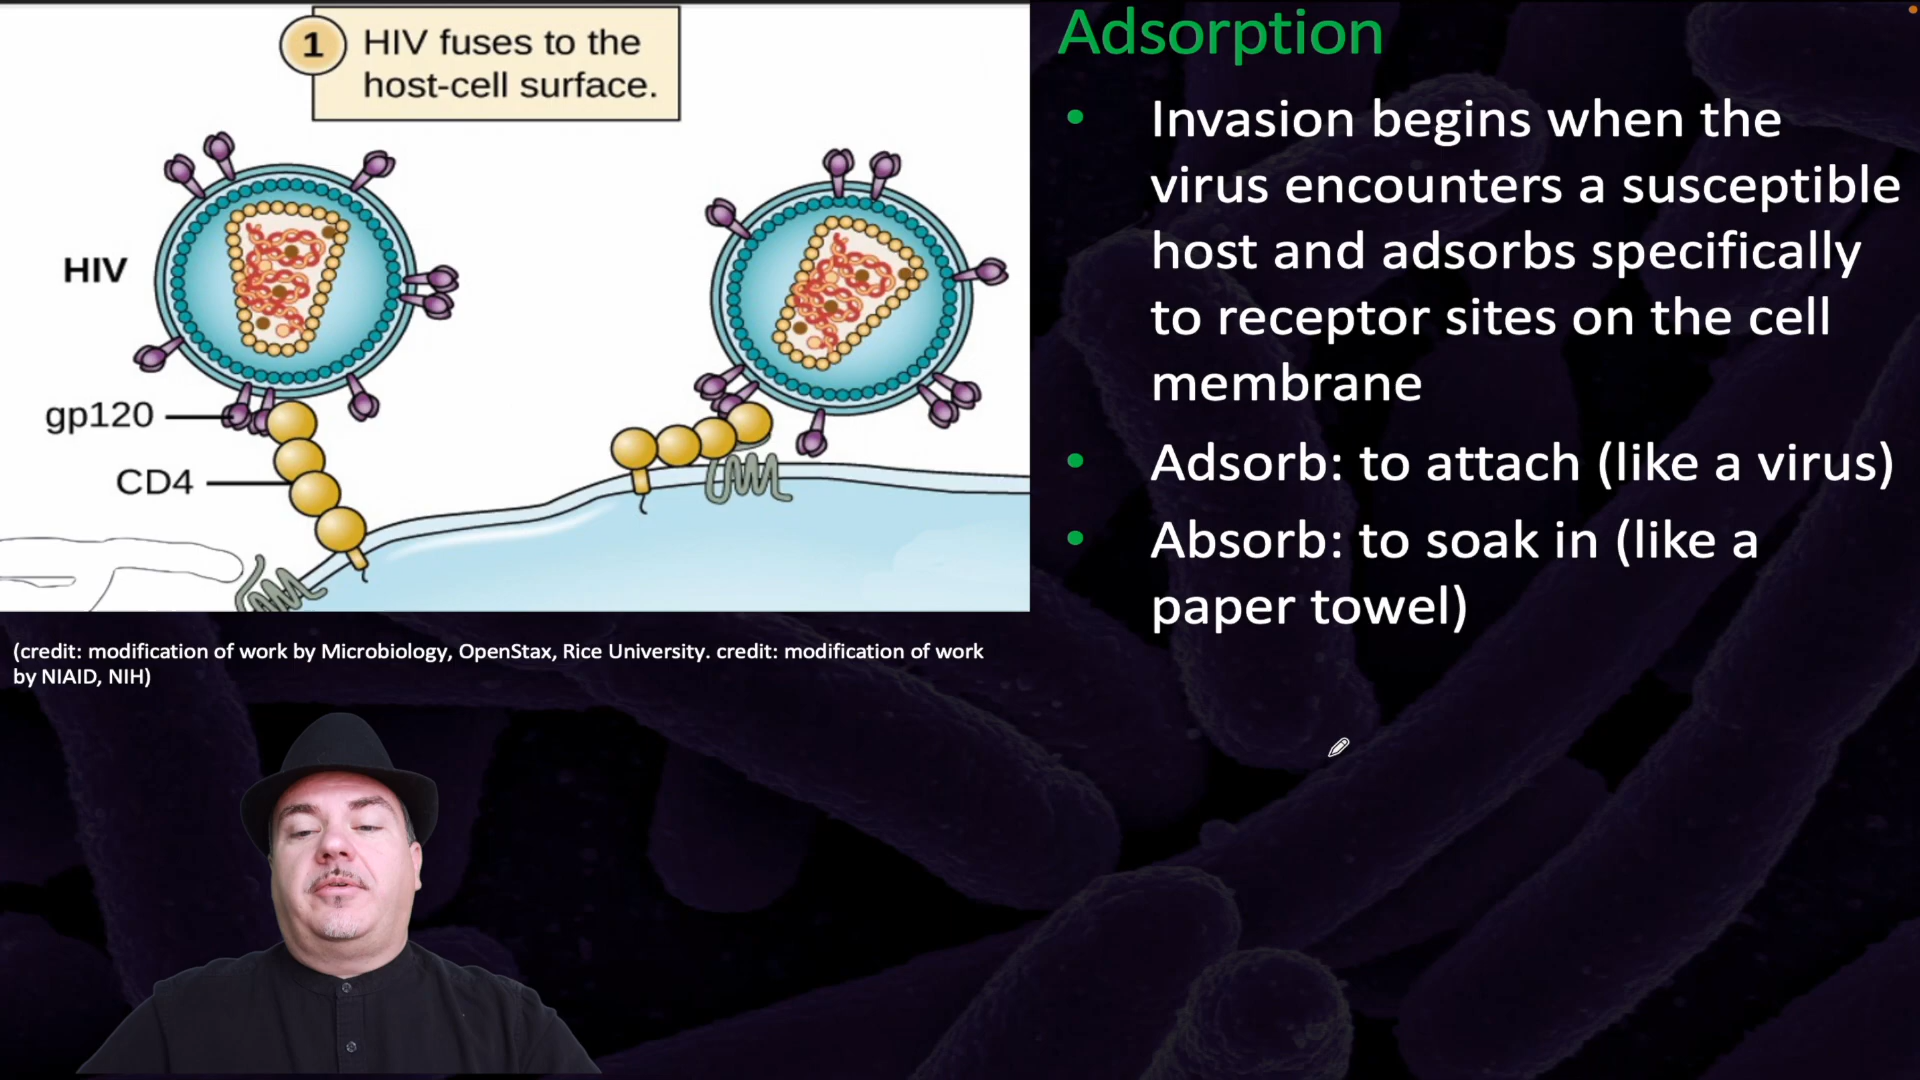 1
HIV fuses to the
host-cell surface.
HIV
gp120
CD4
(credit: modification of work by Microbiology, OpenStax, Rice University. credit: modification of work
by NIAID, NIH)
Adsorption
• Invasion begins when the
virus encounters a susceptible
host and adsorbs specifically
to receptor sites on the cell
membrane
• Adsorb: to attach (like a virus)
• Absorb: to soak in (like a
paper towel)